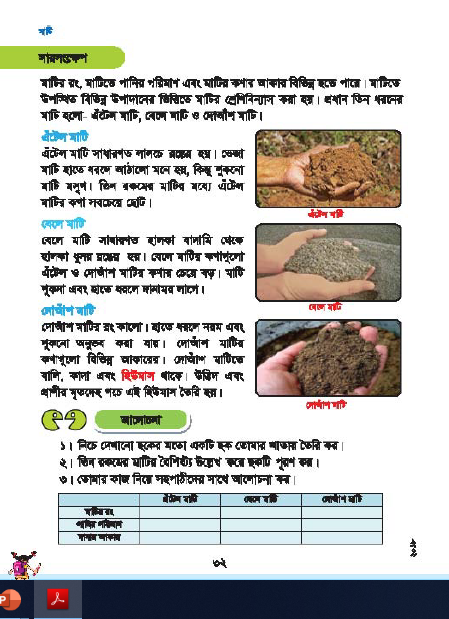 মাটি
সারসংক্ষেপ
মাটির রং, মাটিতে পানির পরিমাণ এবং মাটির কণার আকার বিভিন্ন হতে পারে। মাটিতে
উপস্থিত বিভিন্ন উপাদানের ভিত্তিতে মাটির শ্রেণিবিন্যাস করা হয়। প্রধান তিন ধরনের
মাটি হলো- এঁটেল মাটি, বেলে মাটি ও দোআঁশ মাটি।
এঁটেল মাটি
এঁটেল মাটি সাধারণত লালচে রঙের হয়। ভেজা
মাটি হাতে ধরলে আঠালো মনে হয়, কিন্তু শুকনো
মাটি মসৃণ। তিন রকমের মাটির মধ্যে এঁটেল
মাটির কণা সবচেয়ে ছোট।
এঁটেল মাটি
বেলে মাটি
বেলে মাটি সাধারণত হালকা বাদামি থেকে
হালকা ধূসর রঙের হয়। বেলে মাটির কণাগুলো
এঁটেল ও দোআঁশ মাটির কণার চেয়ে বড়। মাটি
শুকনা এবং হাতে ধরলে দানাময় লাগে।
বেলে মাটি
দোআঁশ মাটি
দোআঁশ মাটির রং কালো। হাতে ধরলে নরম এবং
শুকনো অনুভব করা যায়। দোআঁশ মাটির
কণাগুলো বিভিন্ন আকারের। দোআঁশ মাটিতে
বালি, কাদা এবং হিউমাস থাকে। উদ্ভিদ এবং
প্রাণীর মৃতদেহ পচে এই হিউমাস তৈরি হয়।
দোআঁশ মাটি
আলোচনা
১। নিচে দেখানো ছকের মতো একটি ছক তোমার খাতায় তৈরি কর।
২। তিন রকমের মাটির বৈশিষ্ট্য উল্লেখ করে ছকটি পূরণ কর।
৩। তোমার কাজ নিয়ে সহপাঠীদের সাথে আলোচনা কর।
এঁটেল মাটি বেলে মাটি দোআঁশ মাটি
মাটির রং
পানির পরিমাণ
দানার আকার
৩২